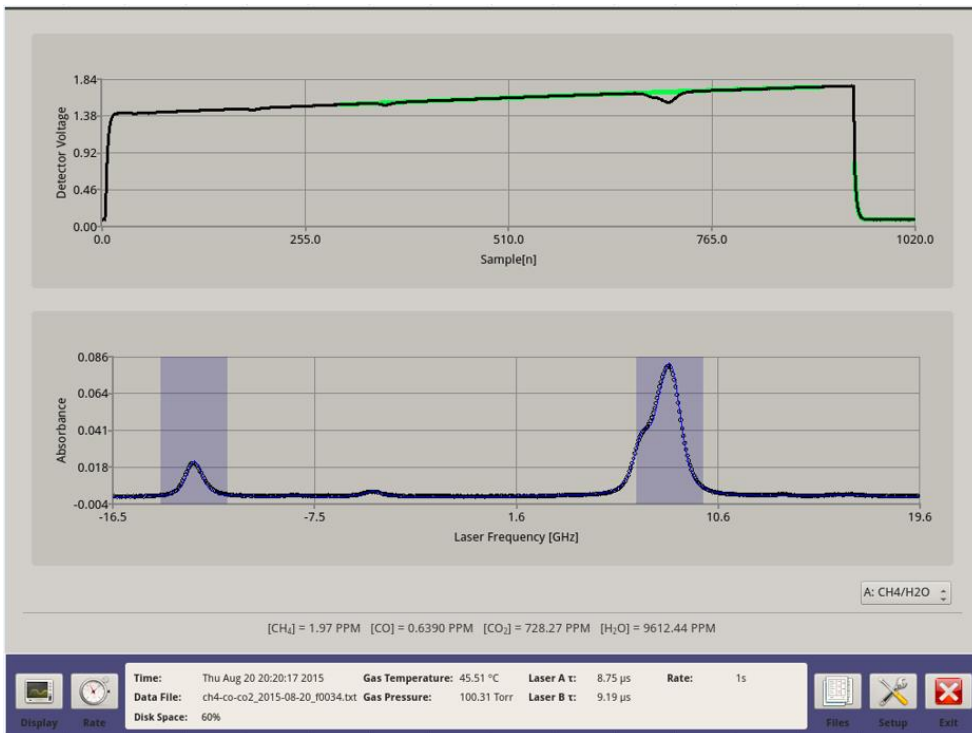 1.84
1.38
0.92
0.46
0.00
Detector Voltage
0.0 255.0 510.0 765.0 1020.0
Sample[n]
0.086
0.064
0.041
0.018
-0.004
Absorbance
-16.5 -7.5 1.6 10.6 19.6
Laser Frequency [GHz]
A: CH4/H2O
[CH₄] = 1.97 PPM [CO] = 0.6390 PPM [CO₂] = 728.27 PPM [H₂O] = 9612.44 PPM
Time: Thu Aug 20 20:20:17 2015 Gas Temperature: 45.51 °C Laser A τ: 8.75 µs Rate: 1s
Data File: ch4-co-co2_2015-08-20_f0034.txt Gas Pressure: 100.31 Torr Laser B τ: 9.19 µs
Disk Space: 60%
Display Rate Files Setup Exit